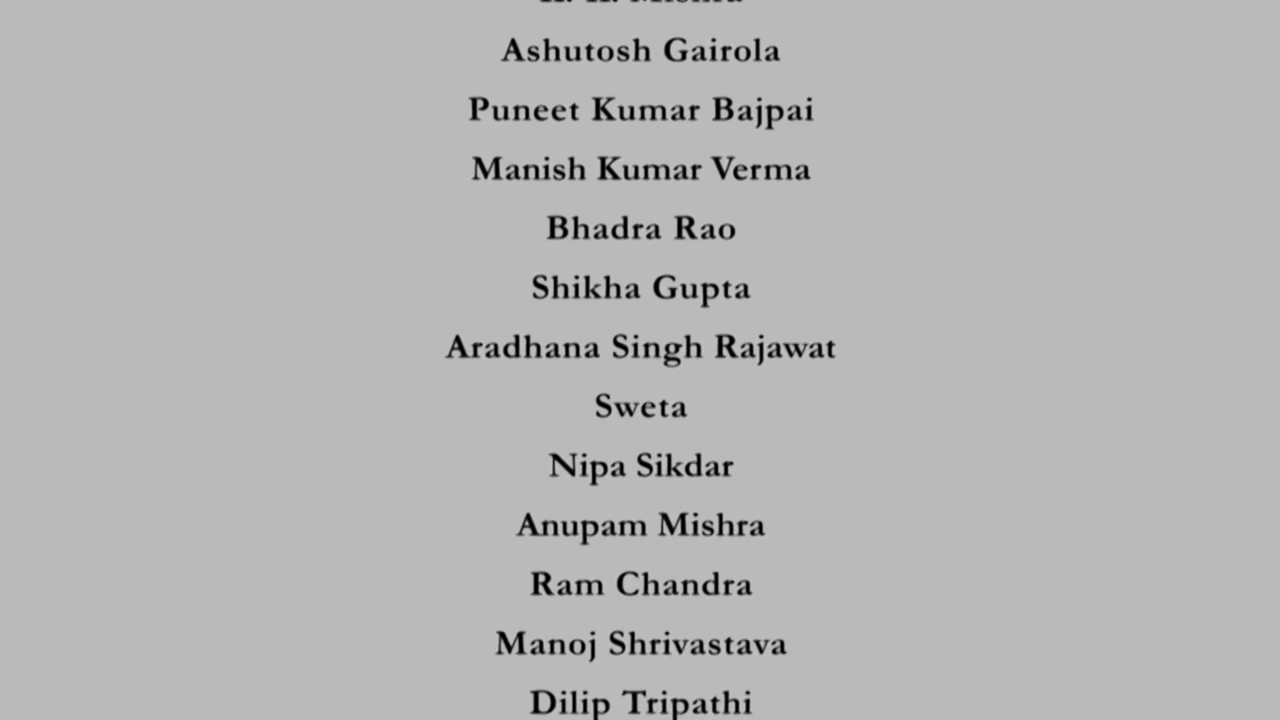 Ashutosh Gairola
Puneet Kumar Bajpai
Manish Kumar Verma
Bhadra Rao
Shikha Gupta
Aradhana Singh Rajawat
Sweta
Nipa Sikdar
Anupam Mishra
Ram Chandra
Manoj Shrivastava
Dilip Tripathi